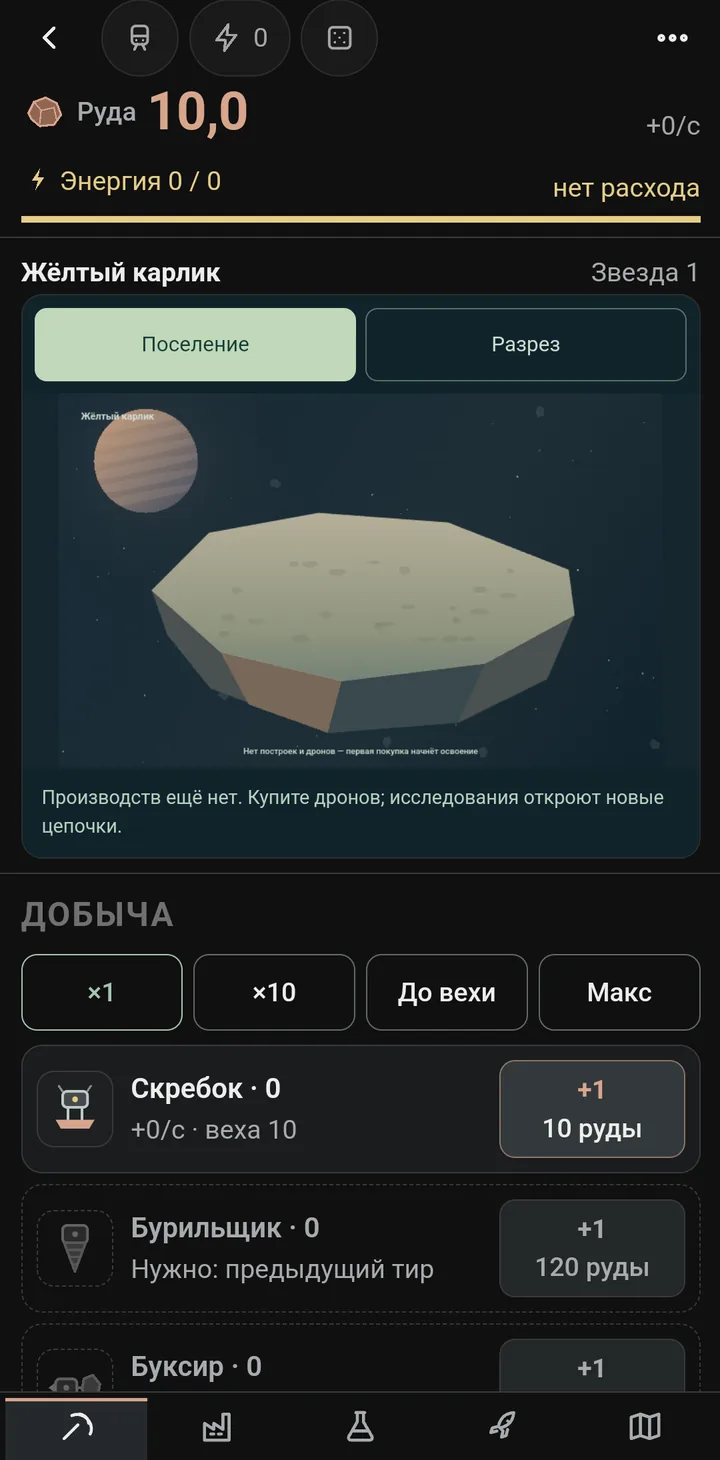 0
Руда 10,0
+0/с
Энергия 0 / 0
нет расхода
Жёлтый карлик
Звезда 1
Поселение
Разрез
Жёлтый карлик
Нет построек и дронов — первая покупка начнёт освоение
Производств ещё нет. Купите дронов; исследования откроют новые
цепочки.
ДОБЫЧА
×1
×10
До вехи
Макс
Скребок · 0
+0/с · веха 10
+1
10 руды
Бурильщик · 0
Нужно: предыдущий тир
+1
120 руды
Буксир · 0
+1